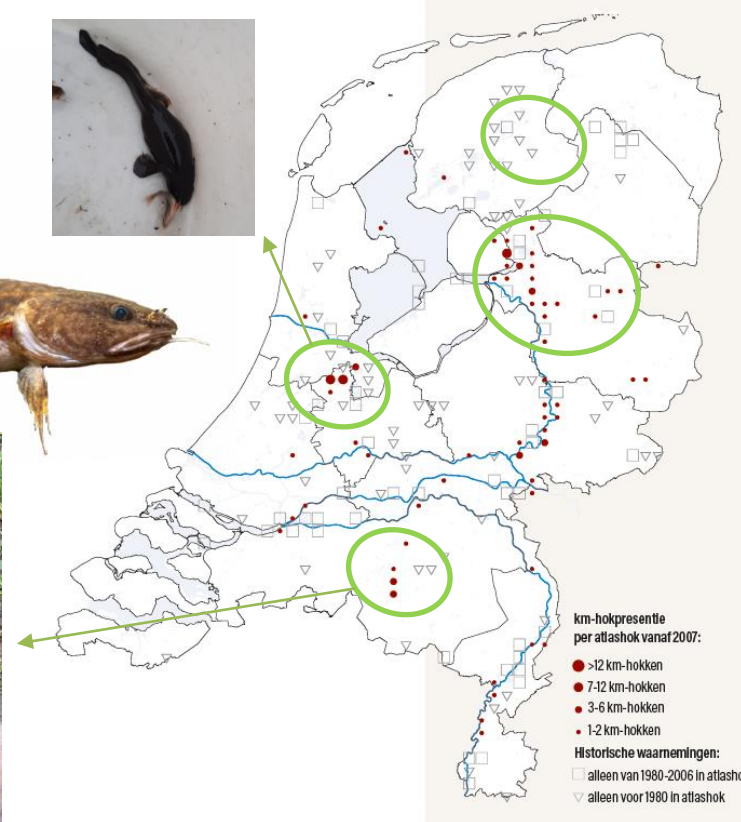 km-hokpresentie
per atlashok vanaf 2007:
>12 km-hokken
7-12 km-hokken
3-6 km-hokken
1-2 km-hokken
Historische waarnemingen:
alleen van 1980-2006 in atlasho
alleen voor 1980 in atlashok